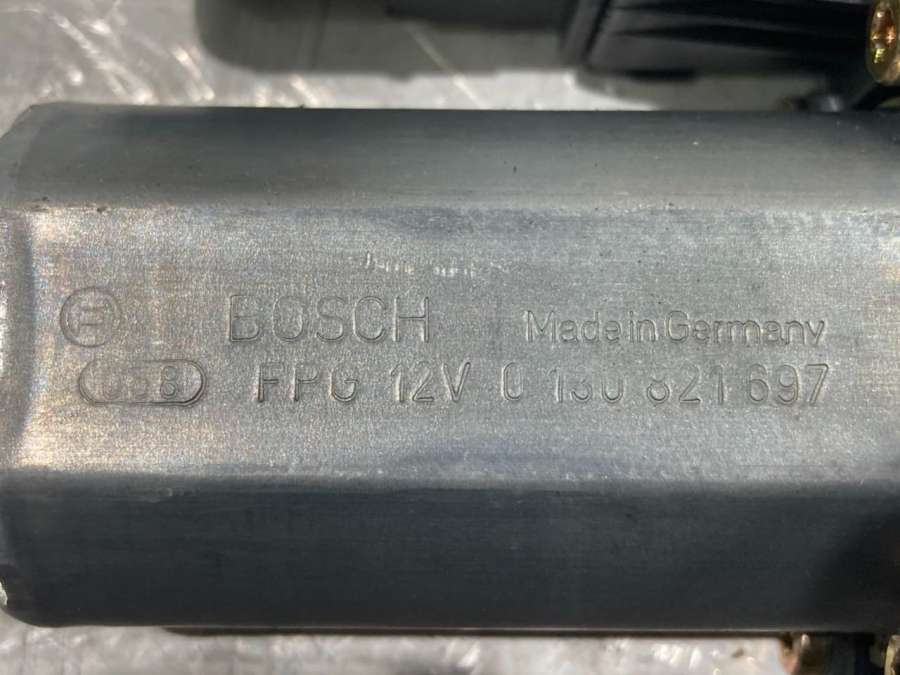 BOSCH Made in Germany
FPG 12V 0 130 821 697